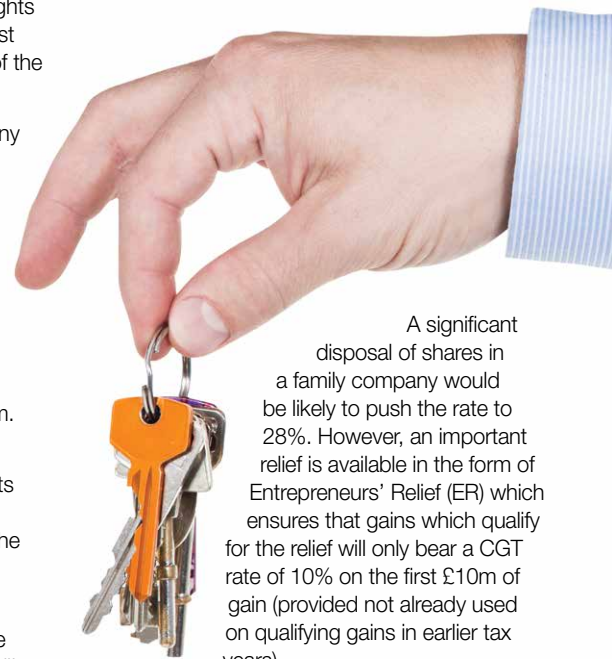 ghts
st
of the
ny
m.
ts
he
e
A significant
disposal of shares in
a family company would
be likely to push the rate to
28%. However, an important
relief is available in the form of
Entrepreneurs’ Relief (ER) which
ensures that gains which qualify
for the relief will only bear a CGT
rate of 10% on the first £10m of
gain (provided not already used
on qualifying gains in earlier tax
years)